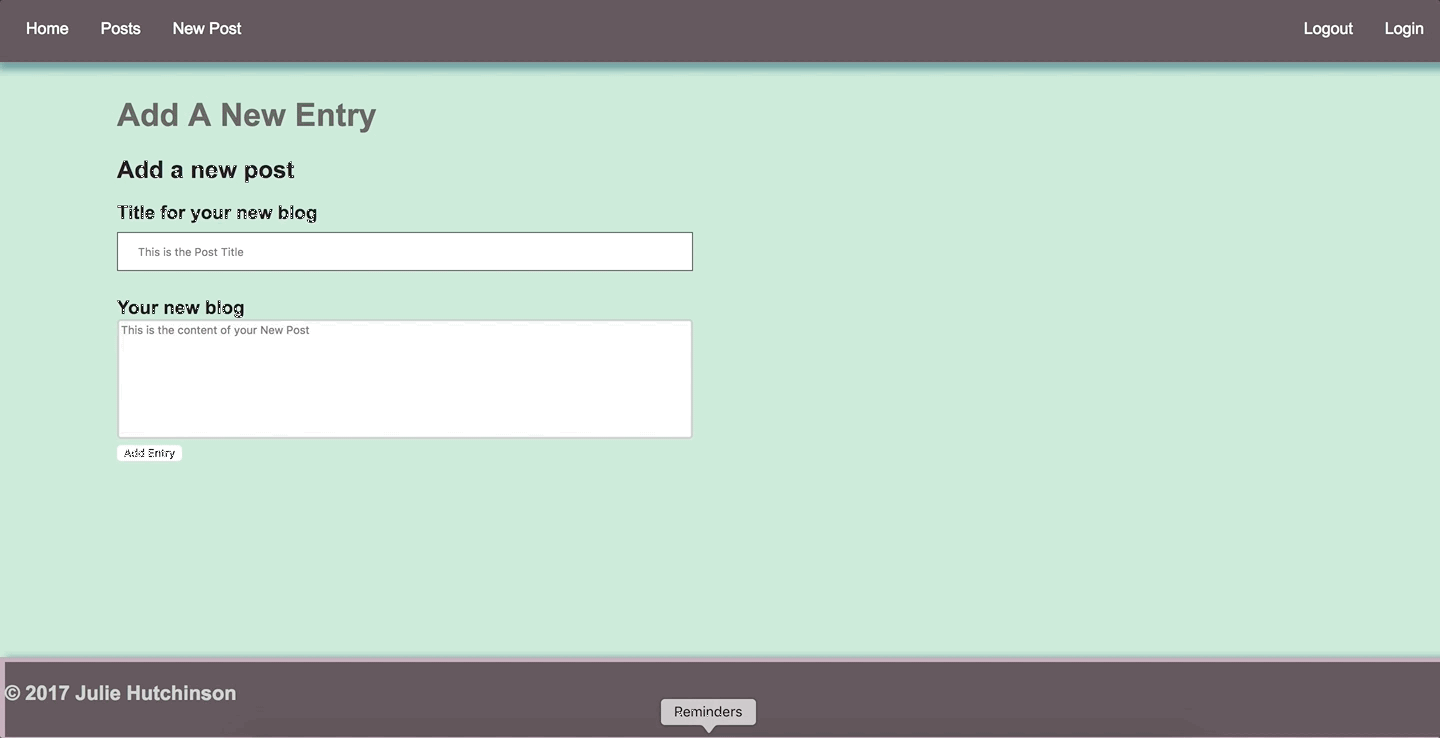 Home Posts New Post Logout Login
Add A New Entry
Add a new post
Title for your new blog
This is the Post Title
Your new blog
This is the content of your New Post
Add Entry
© 2017 Julie Hutchinson
Reminders